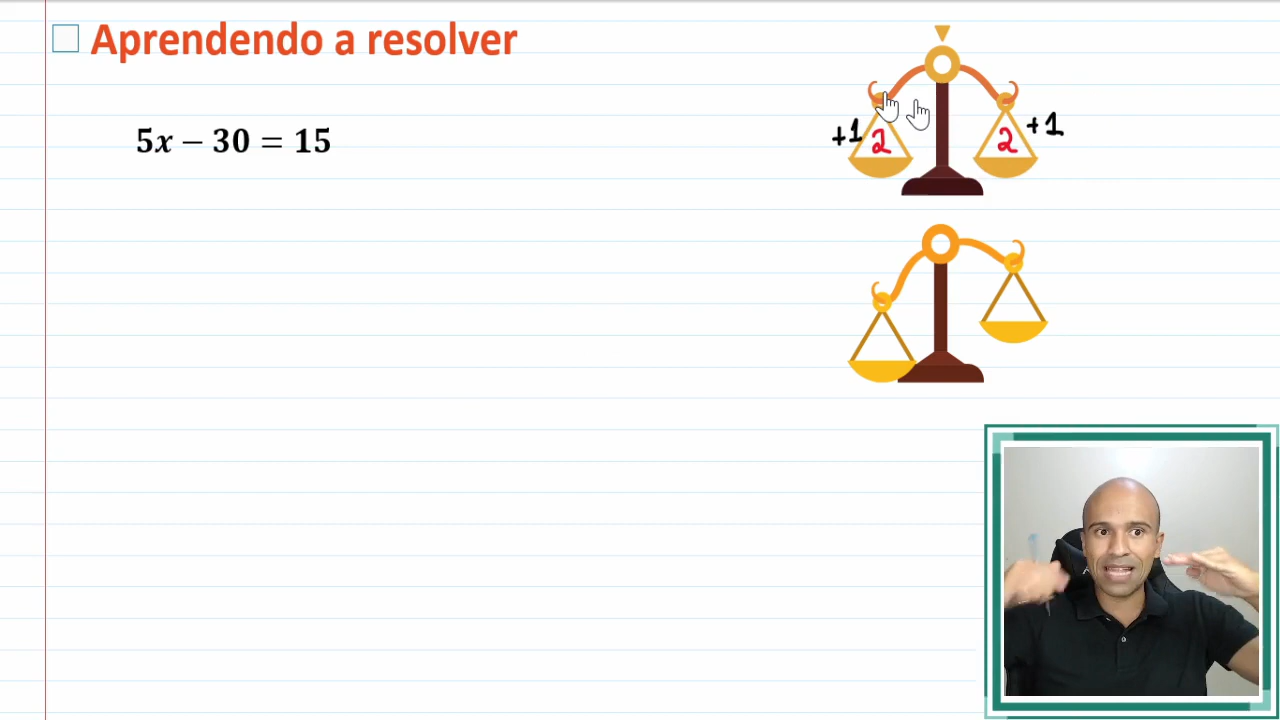 Aprendendo a resolver
5x − 30 = 15
+1 2 2 +1